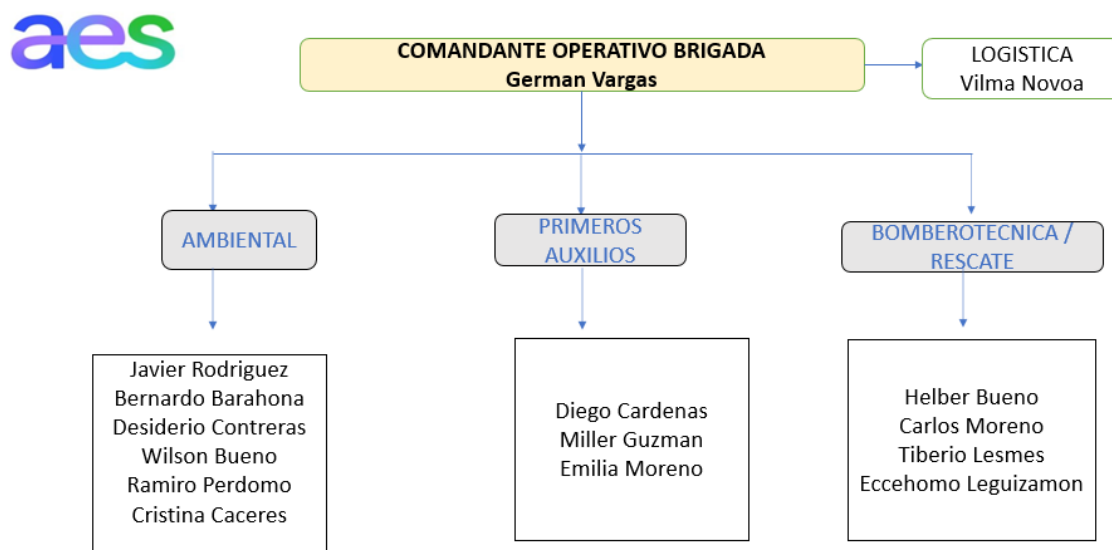 aes
COMANDANTE OPERATIVO BRIGADA
German Vargas
LOGISTICA
Vilma Novoa
AMBIENTAL
PRIMEROS
AUXILIOS
BOMBEROTECNICA /
RESCATE
Javier Rodriguez
Bernardo Barahona
Desiderio Contreras
Wilson Bueno
Ramiro Perdomo
Cristina Caceres
Diego Cardenas
Miller Guzman
Emilia Moreno
Helber Bueno
Carlos Moreno
Tiberio Lesmes
Eccehomo Leguizamon